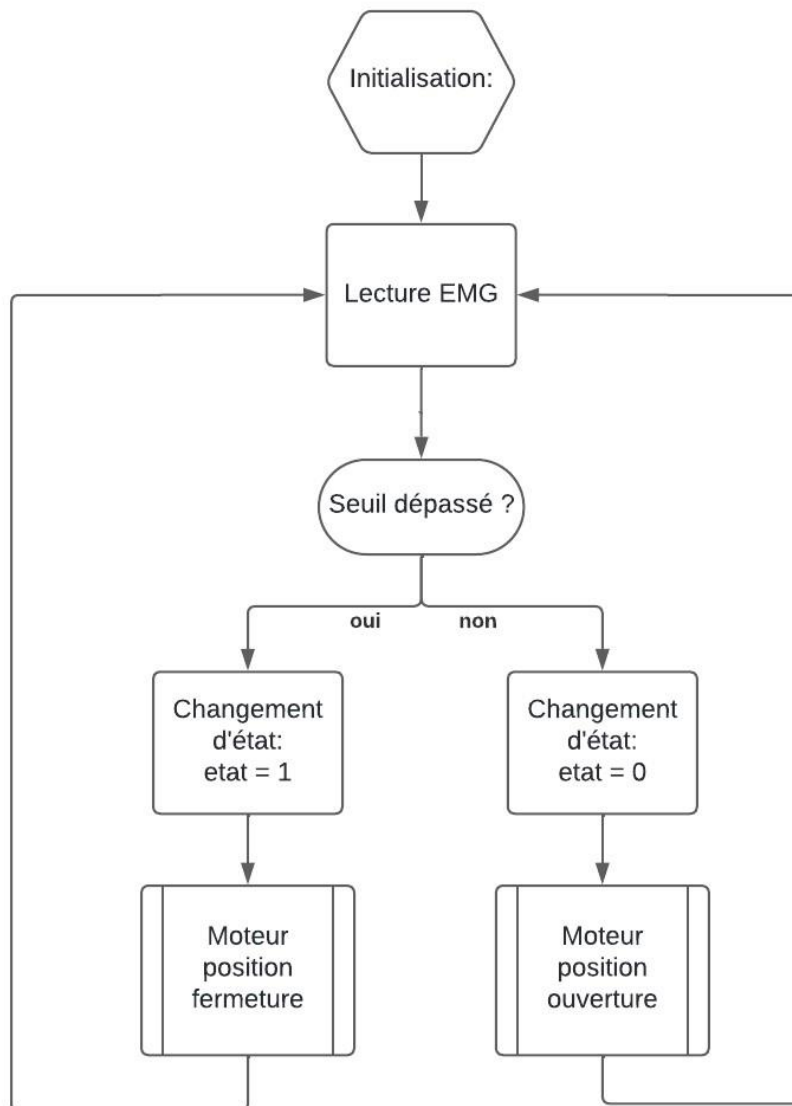 Initialisation:
Lecture EMG
Seuil dépassé ?
oui
non
Changement
d'état:
etat = 1
Changement
d'état:
etat = 0
Moteur
position
fermeture
Moteur
position
ouverture